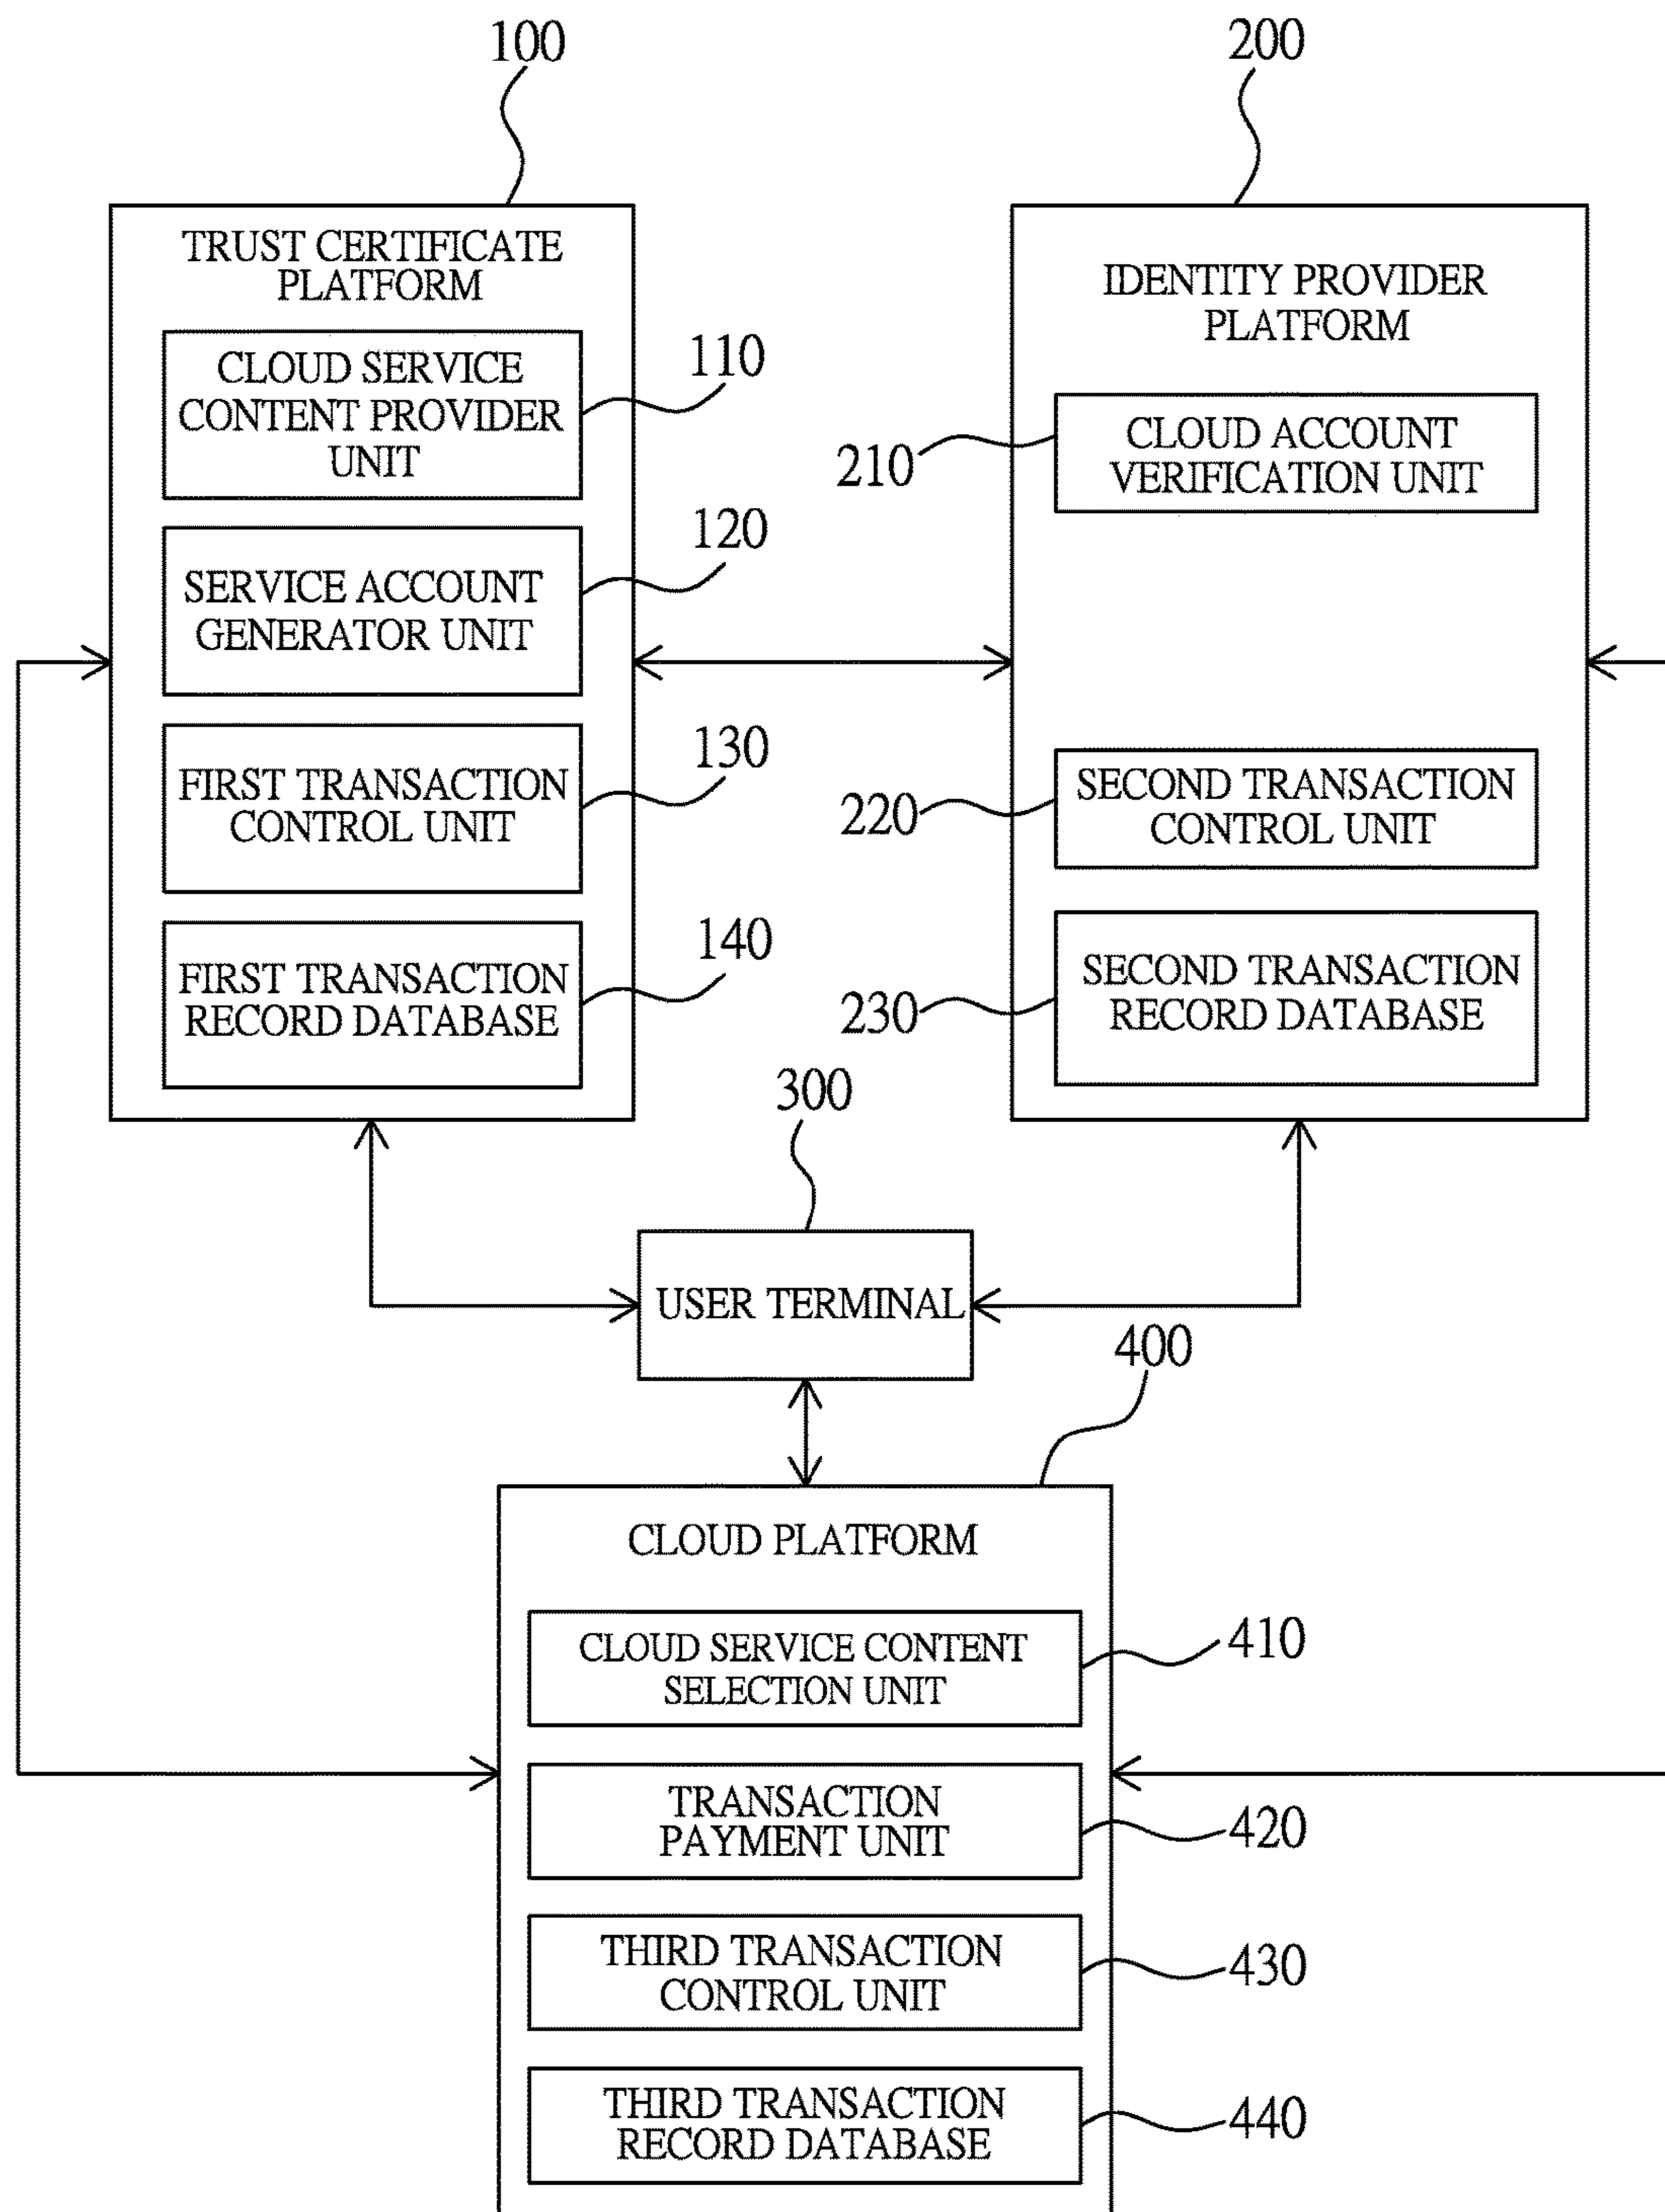 100
200
TRUST CERTIFICATE
PLATFORM
CLOUD SERVICE
CONTENT PROVIDER
UNIT
110
SERVICE ACCOUNT
GENERATOR UNIT
120
FIRST TRANSACTION
CONTROL UNIT
130
FIRST TRANSACTION
RECORD DATABASE
140
IDENTITY PROVIDER
PLATFORM
CLOUD ACCOUNT
VERIFICATION UNIT
210
SECOND TRANSACTION
CONTROL UNIT
220
SECOND TRANSACTION
RECORD DATABASE
230
300
USER TERMINAL
400
CLOUD PLATFORM
CLOUD SERVICE CONTENT
SELECTION UNIT
410
TRANSACTION
PAYMENT UNIT
420
THIRD TRANSACTION
CONTROL UNIT
430
THIRD TRANSACTION
RECORD DATABASE
440